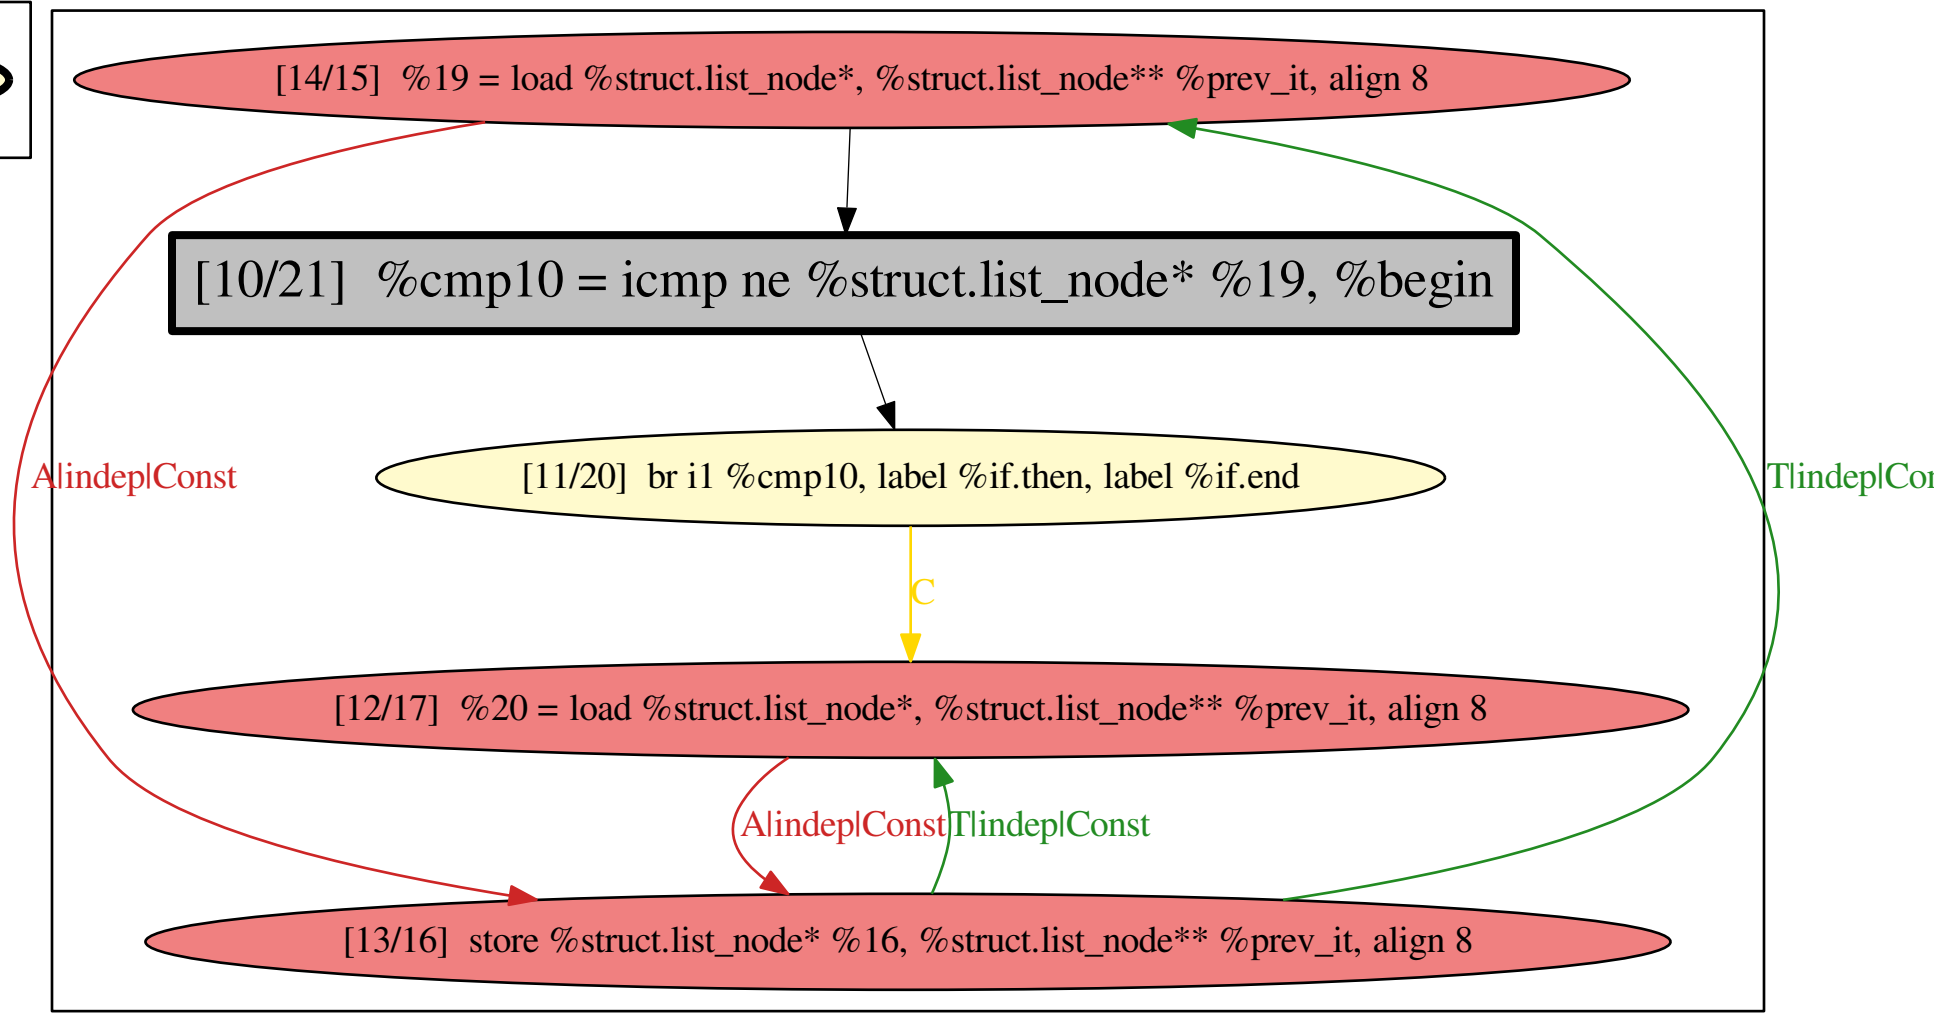 [14/15] %19 = load %struct.list_node*, %struct.list_node** %prev_it, align 8
[10/21] %cmp10 = icmp ne %struct.list_node* %19, %begin
A|indep|Const
[11/20] br i1 %cmp10, label %if.then, label %if.end
T|indep|Con
C
[12/17] %20 = load %struct.list_node*, %struct.list_node** %prev_it, align 8
A|indep|Const
T|indep|Const
[13/16] store %struct.list_node* %16, %struct.list_node** %prev_it, align 8